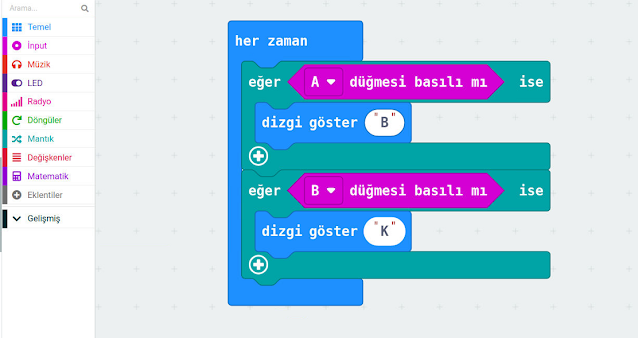 Arama...
Temel
Input
Müzik
LED
Radyo
Döngüler
Mantık
Değişkenler
Matematik
Eklentiler
Gelişmiş
her zaman
eğer A düğmesi basılı mı ise
dizgi göster "B"
eğer B düğmesi basılı mı ise
dizgi göster "K"